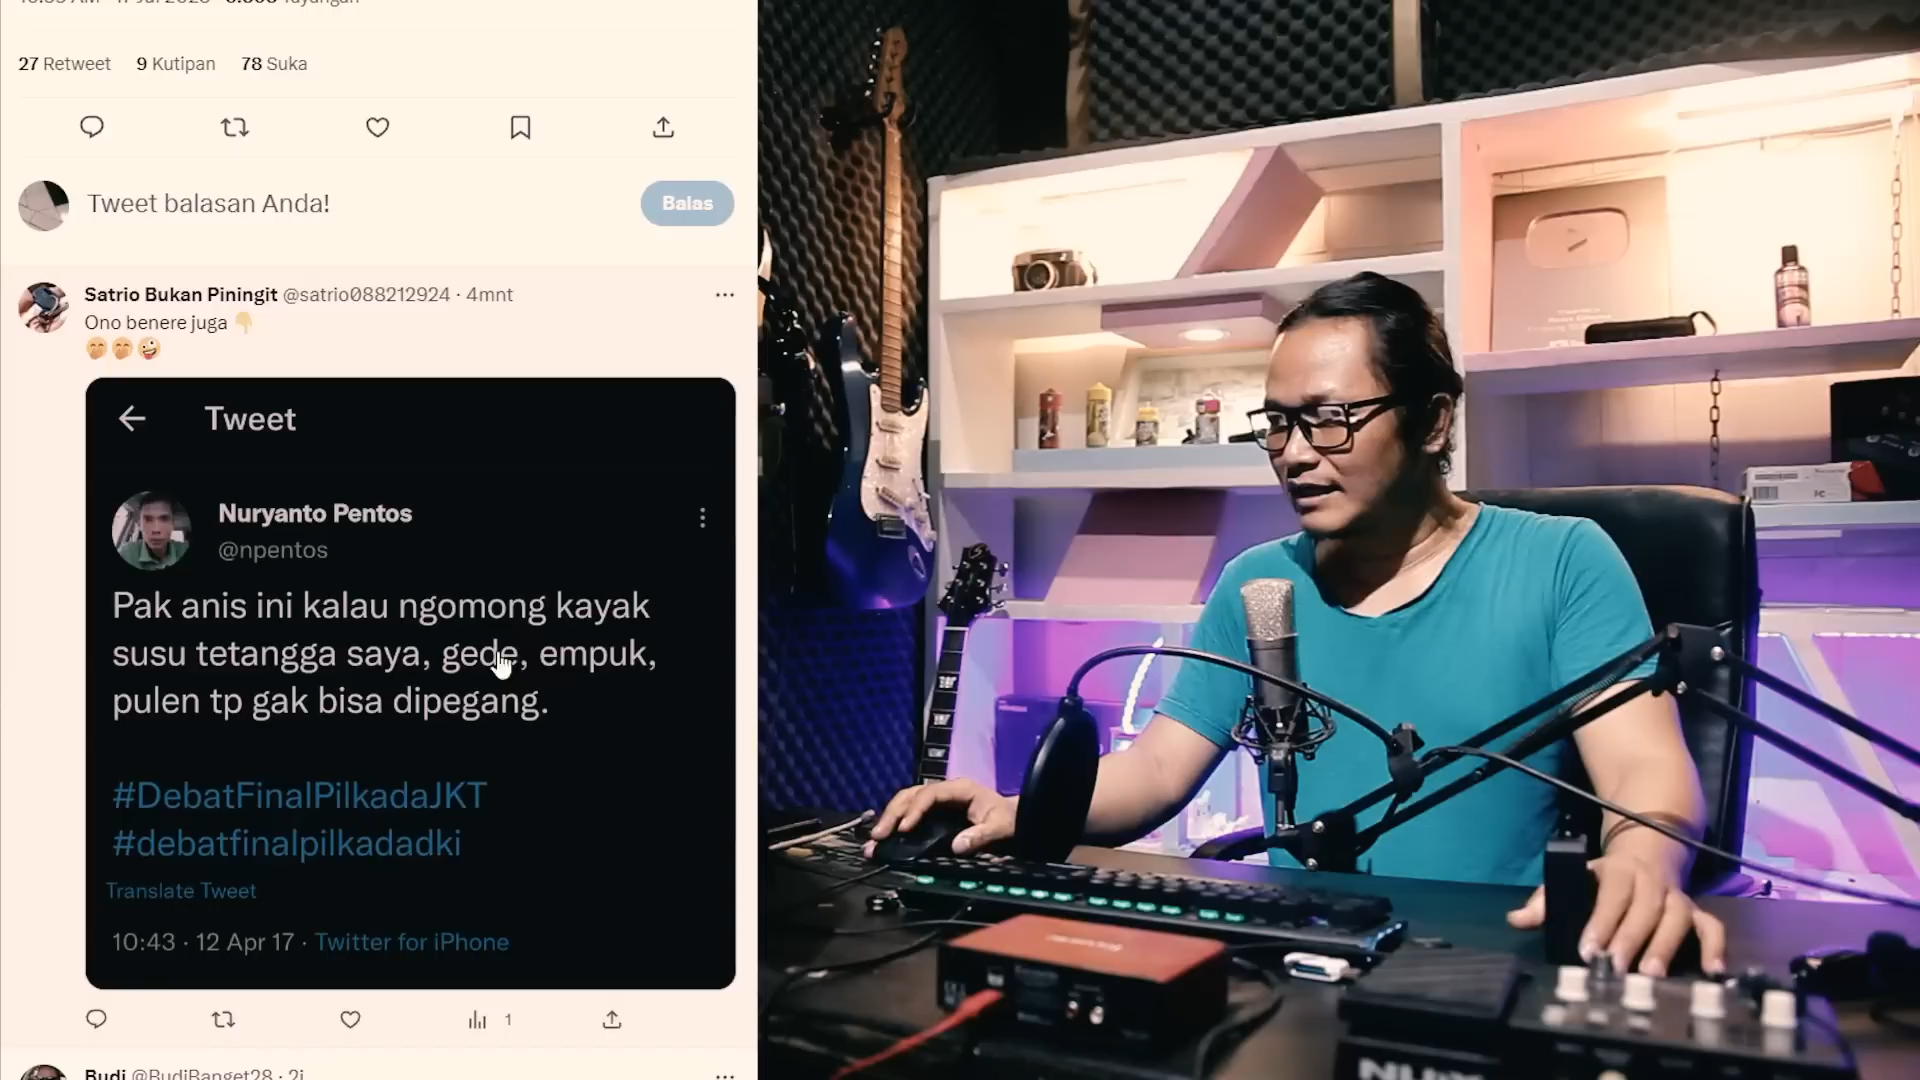 27 Retweet 9 Kutipan 78 Suka
Tweet balasan Anda!
Balas
Satrio Bukan Piningit @satrio088212924 · 4mnt
Ono benere juga
Tweet
Nuryanto Pentos
@npentos
Pak anis ini kalau ngomong kayak
susu tetangga saya, gede, empuk,
pulen tp gak bisa dipegang.
#DebatFinalPilkadaJKT
#debatfinalpilkadadki
Translate Tweet
10:43 · 12 Apr 17 · Twitter for iPhone
1
Budi @BudiBanget28 · 2j